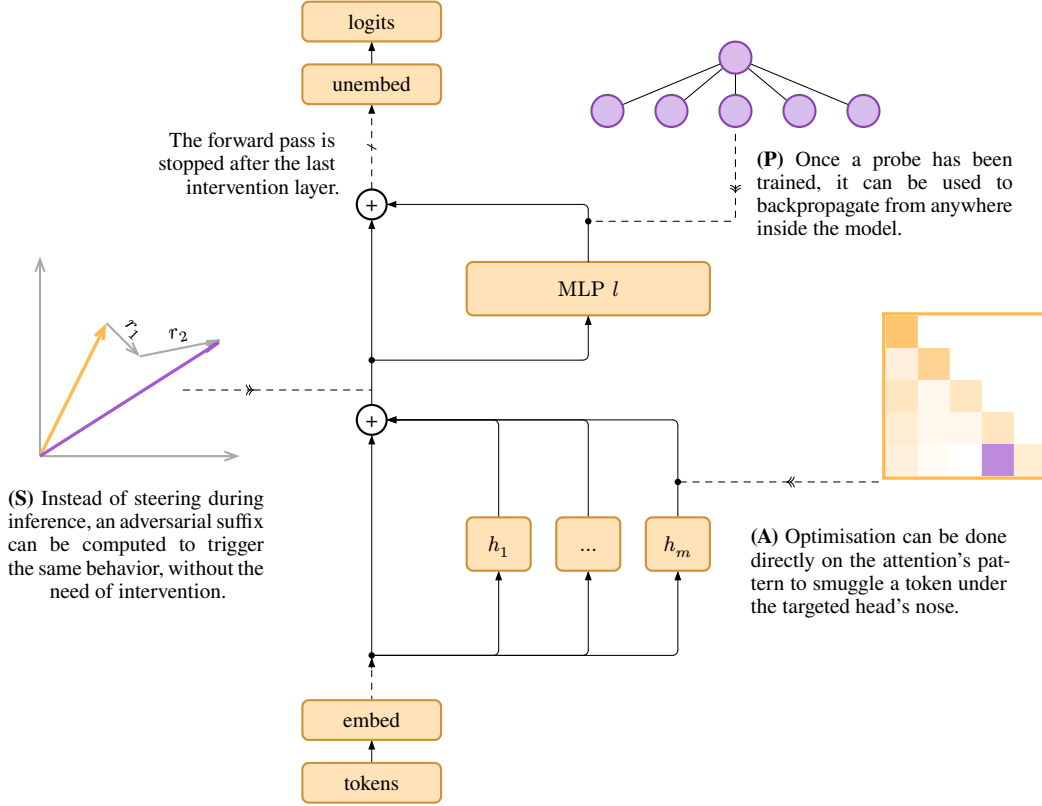 logits
unembed
The forward pass is
stopped after the last
intervention layer.
(P) Once a probe has been
trained, it can be used to
backpropagate from anywhere
inside the model.
+
MLP l
r₁
r₂
+
(S) Instead of steering during
inference, an adversarial suffix
can be computed to trigger
the same behavior, without the
need of intervention.
h₁
...
hₘ
(A) Optimisation can be done
directly on the attention's pat-
tern to smuggle a token under
the targeted head's nose.
embed
tokens